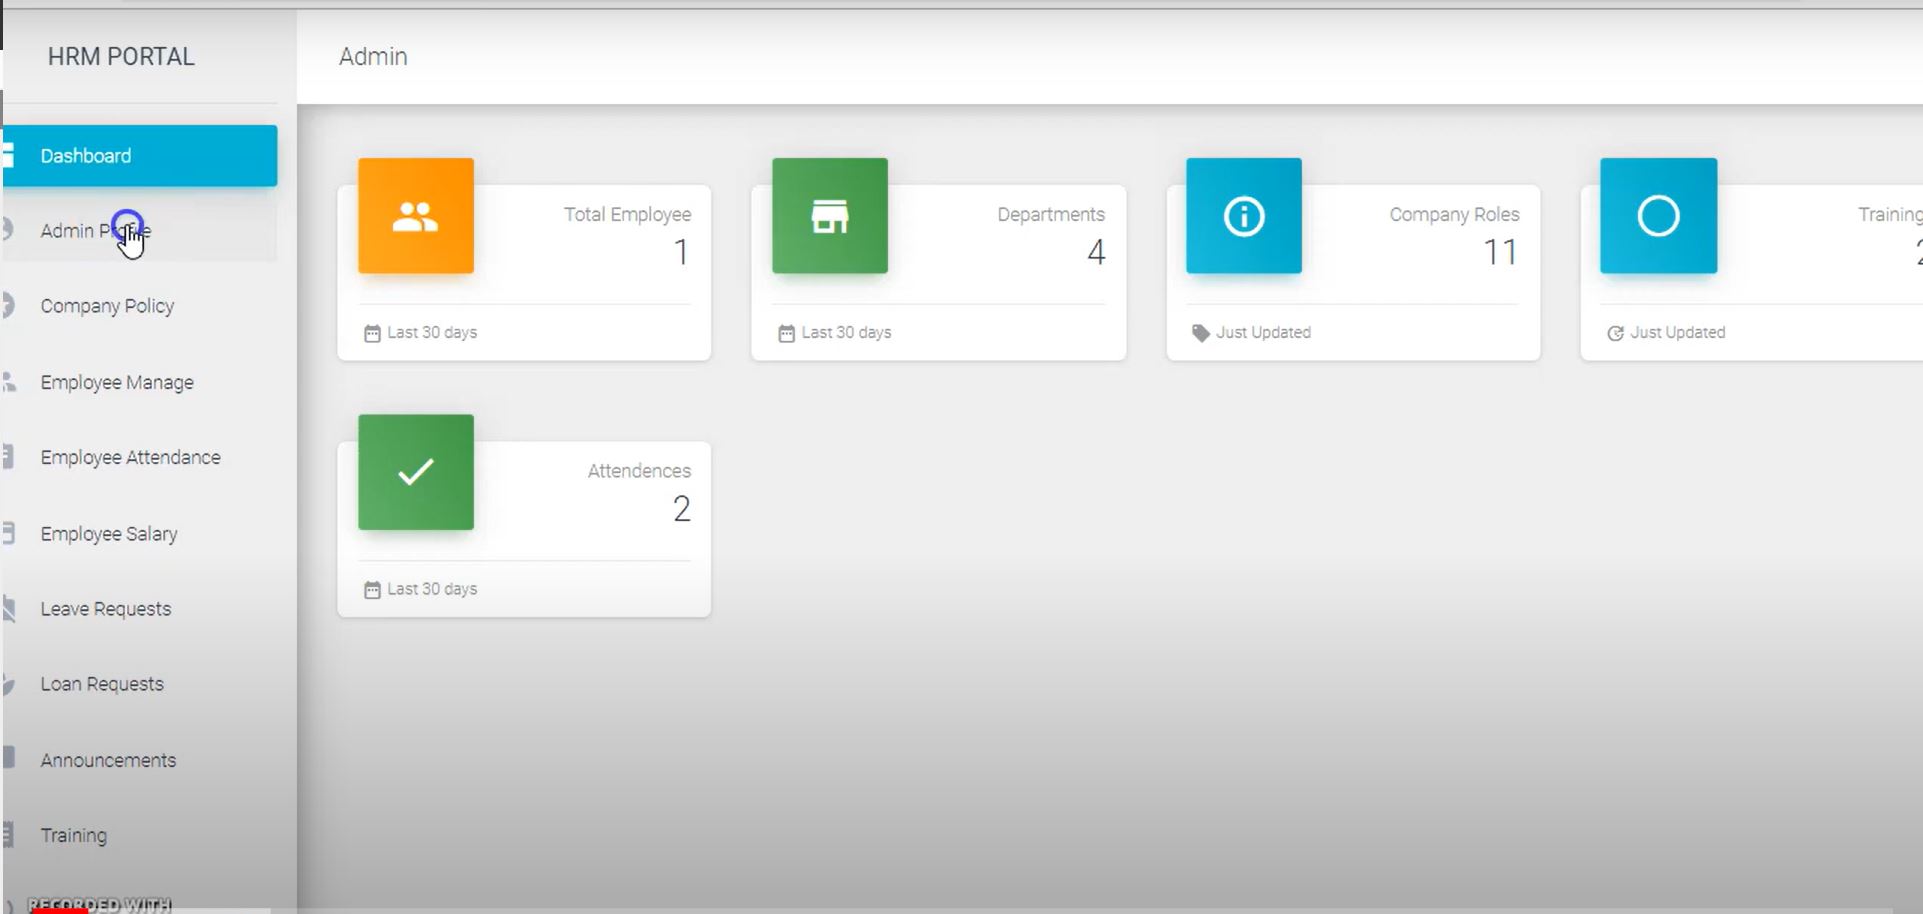 HRM PORTAL
Admin
Dashboard
Admin
Company Policy
Employee Manage
Employee Attendance
Employee Salary
Leave Requests
Loan Requests
Announcements
Training
RECORDED WITH
Total Employee
1
Last 30 days
Departments
4
Last 30 days
Company Roles
11
Just Updated
Training
Just Updated
Attendences
2
Last 30 days